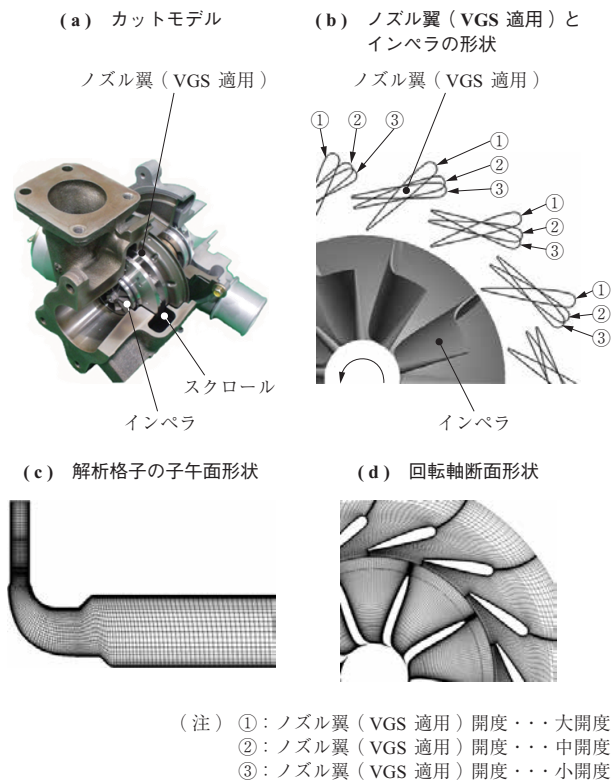 ( a ) カットモデル
( b ) ノズル翼 ( VGS 適用 ) と
インペラの形状
ノズル翼 ( VGS 適用 )
ノズル翼 ( VGS 適用 )
① ② ③
①
②
③
①
②
③
①
②
③
スクロール
インペラ
インペラ
( c ) 解析格子の子午面形状
( d ) 回転軸断面形状
( 注 ) ①：ノズル翼 ( VGS 適用 ) 開度・・・大開度
②：ノズル翼 ( VGS 適用 ) 開度・・・中開度
③：ノズル翼 ( VGS 適用 ) 開度・・・小開度